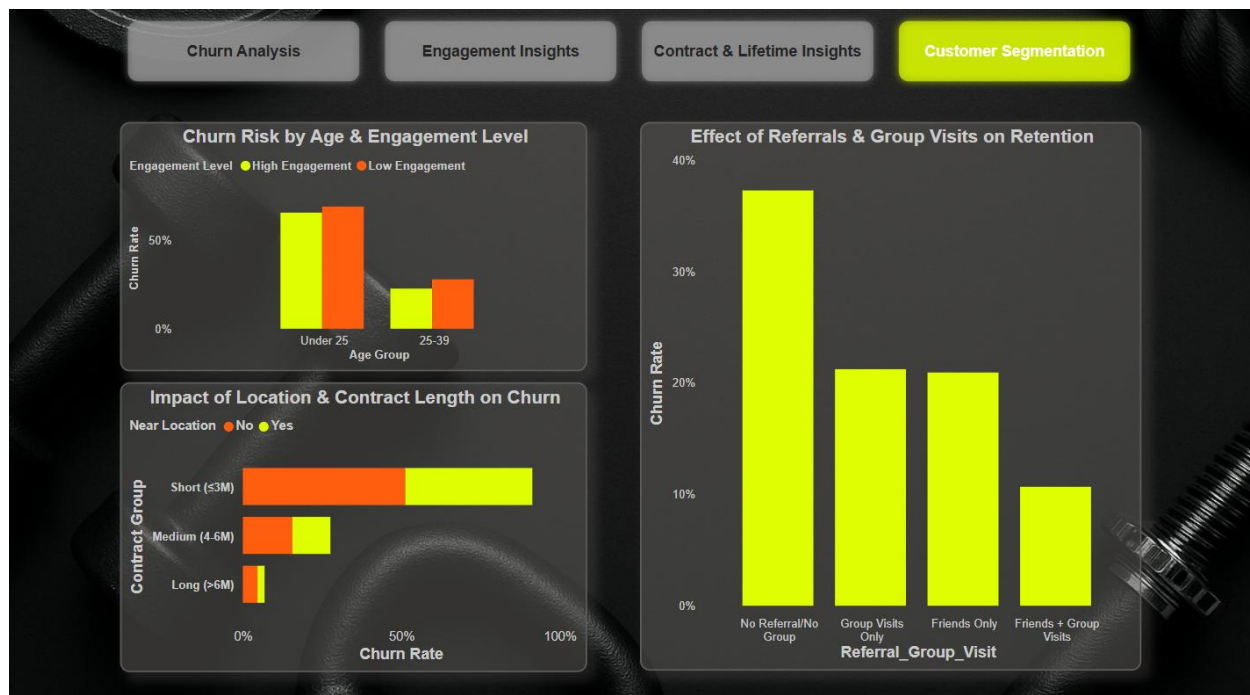 Churn Analysis
Engagement Insights
Contract & Lifetime Insights
Customer Segmentation
Churn Risk by Age & Engagement Level
Engagement Level High Engagement Low Engagement
Churn Rate
50%
0%
Under 25
25-39
Age Group
Impact of Location & Contract Length on Churn
Near Location No Yes
Contract Group
Short (≤3M)
Medium (4-6M)
Long (>6M)
0%
50%
100%
Churn Rate
Effect of Referrals & Group Visits on Retention
Churn Rate
40%
30%
20%
10%
0%
No Referral/No
Group
Group Visits
Only
Friends Only
Friends + Group
Visits
Referral_Group_Visit